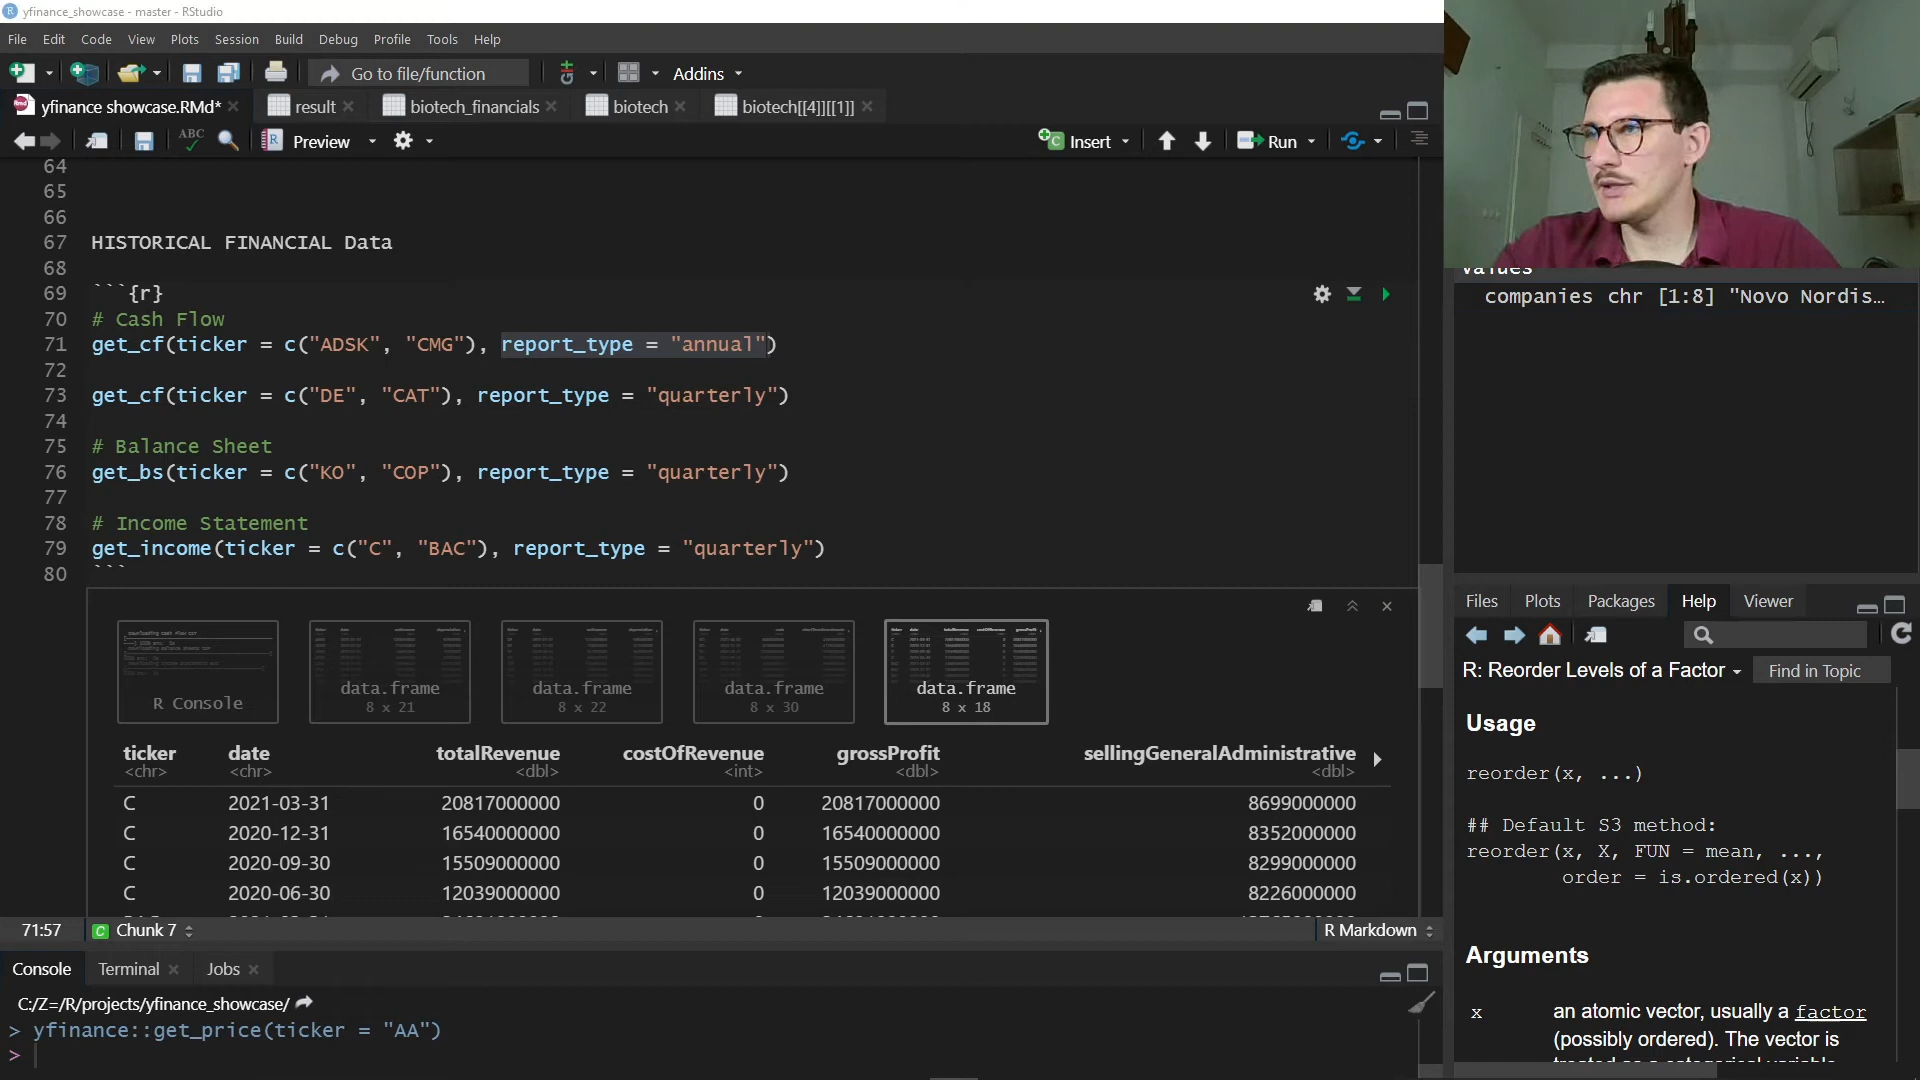 yfinance_showcase - master - RStudio
File Edit Code View Plots Session Build Debug Profile Tools Help
Go to file/function Addins
yfinance showcase.RMd* result biotech_financials biotech biotech[[4]][[1]]
ABC Preview Insert Run
64
65
66
67 HISTORICAL FINANCIAL Data
68
69 ```{r}
70 # Cash Flow
71 get_cf(ticker = c("ADSK", "CMG"), report_type = "annual")
72
73 get_cf(ticker = c("DE", "CAT"), report_type = "quarterly")
74
75 # Balance Sheet
76 get_bs(ticker = c("KO", "COP"), report_type = "quarterly")
77
78 # Income Statement
79 get_income(ticker = c("C", "BAC"), report_type = "quarterly")
80 ```
R Console
data.frame
8 x 21
data.frame
8 x 22
data.frame
8 x 30
data.frame
8 x 18
ticker date totalRevenue costOfRevenue grossProfit sellingGeneralAdministrative
<chr> <chr> <dbl> <int> <dbl> <dbl>
C 2021-03-31 20817000000 0 20817000000 8699000000
C 2020-12-31 16540000000 0 16540000000 8352000000
C 2020-09-30 15509000000 0 15509000000 8299000000
C 2020-06-30 12039000000 0 12039000000 8226000000
71:57 C Chunk 7 R Markdown
Console Terminal Jobs
C:/Z=/R/projects/yfinance_showcase/
> yfinance::get_price(ticker = "AA")
>
Values
companies chr [1:8] "Novo Nordis…
Files Plots Packages Help Viewer
R: Reorder Levels of a Factor Find in Topic
Usage
reorder(x, ...)
## Default S3 method:
reorder(x, X, FUN = mean, ...,
order = is.ordered(x))
Arguments
x an atomic vector, usually a factor
(possibly ordered). The vector is